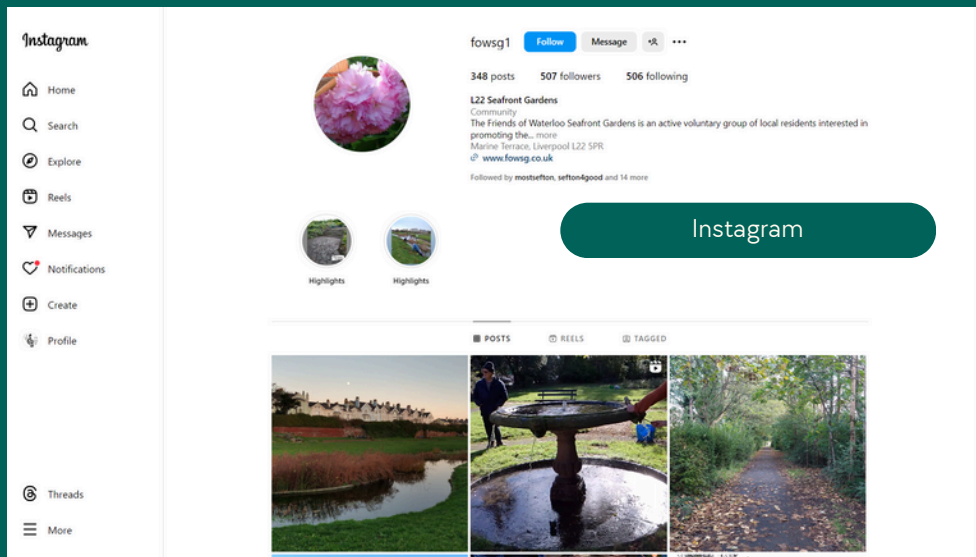 Instagram
Home
Search
Explore
Reels
Messages
Notifications
Create
Profile
Threads
More
fowsg1 Follow Message
348 posts 507 followers 506 following
L22 Seafront Gardens
Community
The Friends of Waterloo Seafront Gardens is an active voluntary group of local residents interested in
promoting the... more
Marine Terrace, Liverpool L22 5PR
www.fowsg.co.uk
Followed by mostsefton, sefton4good and 14 more
Instagram
Highlights Highlights
POSTS REELS TAGGED